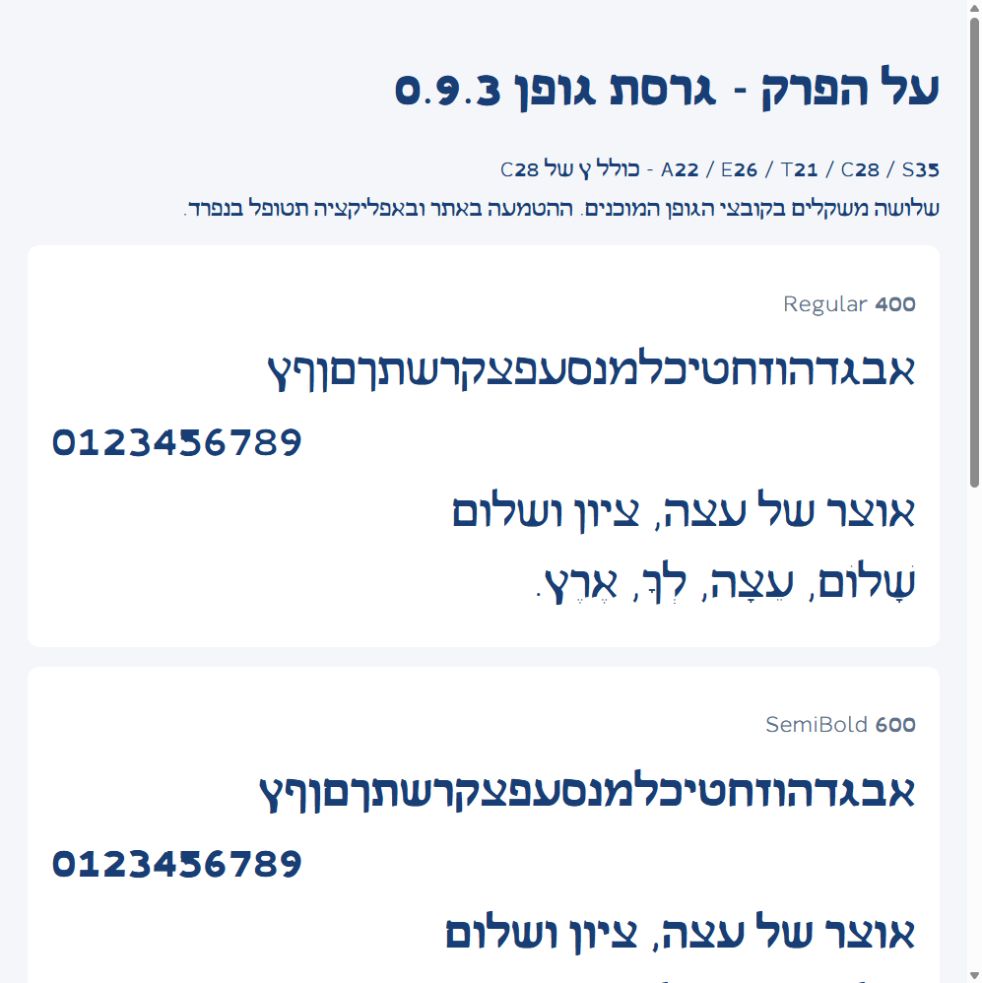 על הפרק - גרסת גופן 0.9.3
A22 / E26 / T21 / C28 / S35 - כולל ץ של C28
שלושה משקלים בקובצי הגופן המוכנים. ההטמעה באתר ובאפליקציה תטופל בנפרד.
Regular 400
אבגדהוזחטיכלמנסעפצקרשתךםןףץ
0123456789
אוצר של עצה, ציון ושלום
שָׁלוֹם, עֵצָה, לְךָ, אֶרֶץ.
SemiBold 600
אבגדהוזחטיכלמנסעפצקרשתךםןףץ
0123456789
אוצר של עצה, ציון ושלום